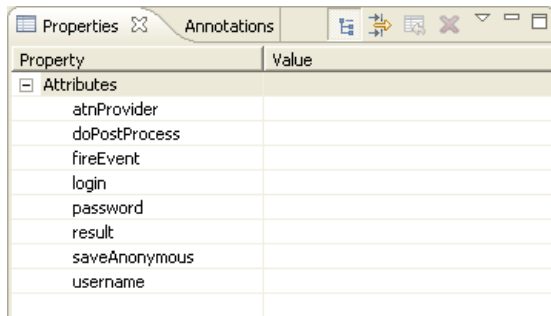 Properties Annotations
Property Value
Attributes
atnProvider
doPostProcess
fireEvent
login
password
result
saveAnonymous
username